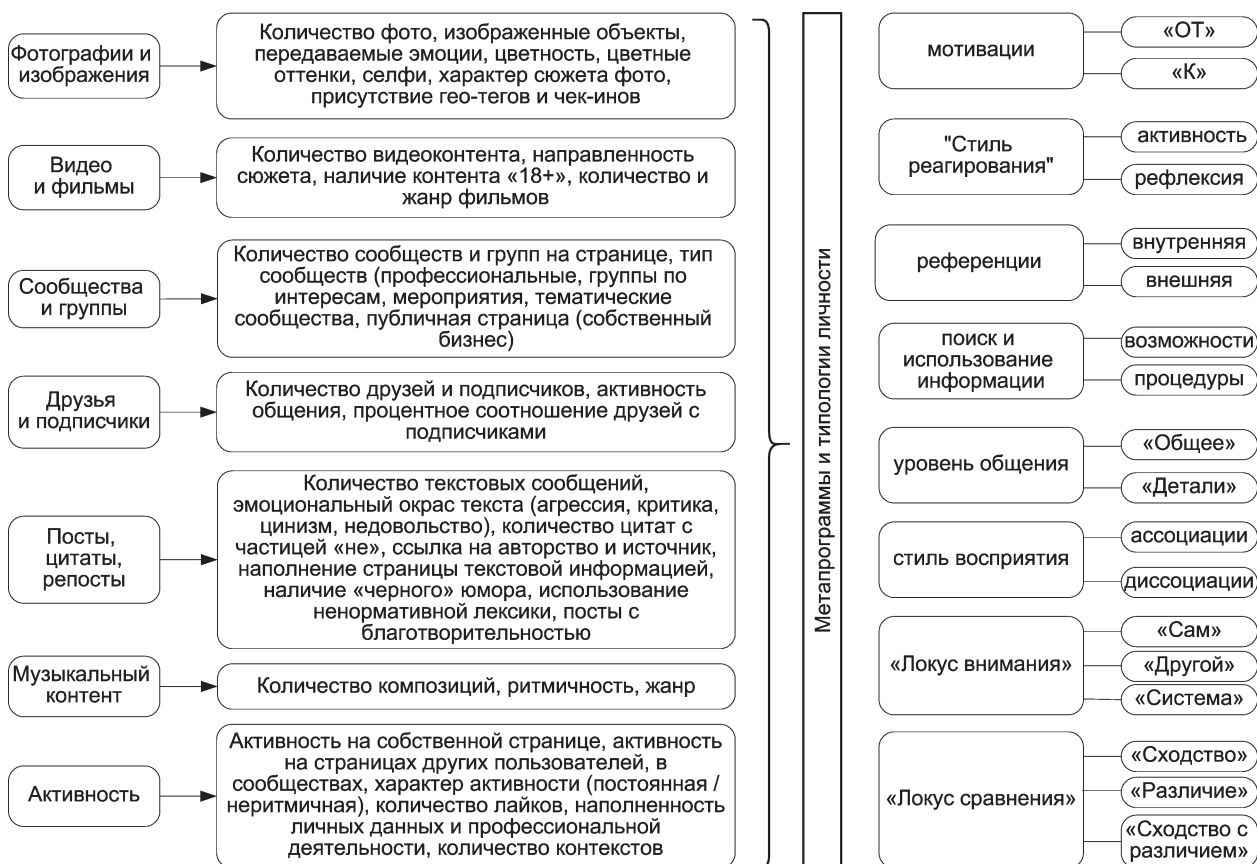 Фотографии и
изображения
Количество фото, изображенные объекты,
передаваемые эмоции, цветность, цветные
оттенки, селфи, характер сюжета фото,
присутствие гео-тегов и чек-инов
Видео
и фильмы
Количество видеоконтента, направленность
сюжета, наличие контента «18+», количество и
жанр фильмов
Сообщества
и группы
Количество сообществ и групп на странице, тип
сообществ (профессиональные, группы по
интересам, мероприятия, тематические
сообщества, публичная страница (собственный
бизнес)
Друзья
и подписчики
Количество друзей и подписчиков, активность
общения, процентное соотношение друзей с
подписчиками
Посты,
цитаты,
репосты
Количество текстовых сообщений,
эмоциональный окрас текста (агрессия, критика,
цинизм, недовольство), количество цитат с
частицей «не», ссылка на авторство и источник,
наполнение страницы текстовой информацией,
наличие «черного» юмора, использование
ненормативной лексики, посты с
благотворительностью
Музыкальный
контент
Количество композиций, ритмичность, жанр
Активность
Активность на собственной странице, активность
на страницах других пользователей, в
сообществах, характер активности (постоянная /
неритмичная), количество лайков, наполненность
личных данных и профессиональной
деятельности, количество контекстов
Метапрограммы и типологии личности
мотивации
«ОТ»
«К»
"Стиль
реагирования"
активность
рефлексия
референции
внутренняя
внешняя
поиск и
использование
информации
возможности
процедуры
уровень общения
«Общее»
«Детали»
стиль восприятия
ассоциации
диссоциации
«Локус внимания»
«Сам»
«Другой»
«Система»
«Локус сравнения»
«Сходство»
«Различие»
«Сходство с
различием»